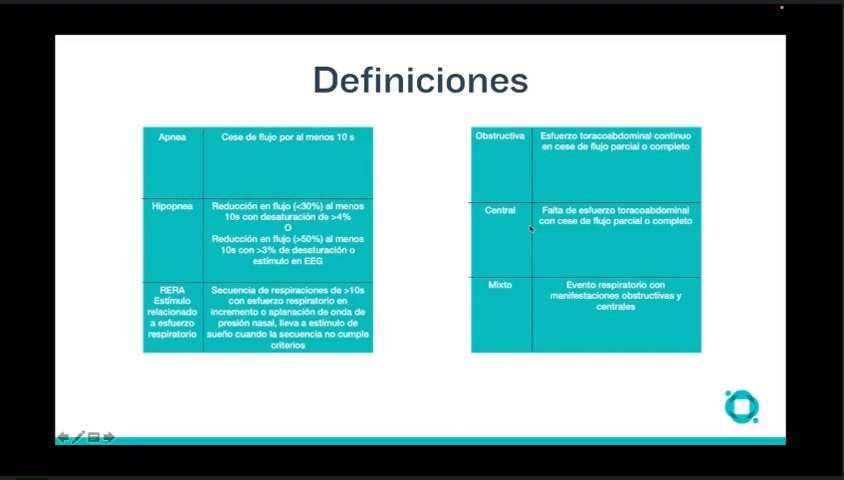 Definiciones
Apnea
Cese de flujo por al menos 10 s
Hipopnea
Reducción en flujo (<30%) al menos
10s con desaturación de >4%
O
Reducción en flujo (>50%) al menos
10s con >3% de desaturación o
estímulo en EEG
RERA
Estímulo
relacionado
a esfuerzo
respiratorio
Secuencia de respiraciones de >10s
con esfuerzo respiratorio en
incremento o aplanación de onda de
presión nasal, lleva a estímulo de
sueño cuando la secuencia no cumple
criterios
Obstructiva
Esfuerzo toracoabdominal continuo
en cese de flujo parcial o completo
Central
Falta de esfuerzo toracoabdominal
con cese de flujo parcial o completo
Mixto
Evento respiratorio con
manifestaciones obstructivas y
centrales